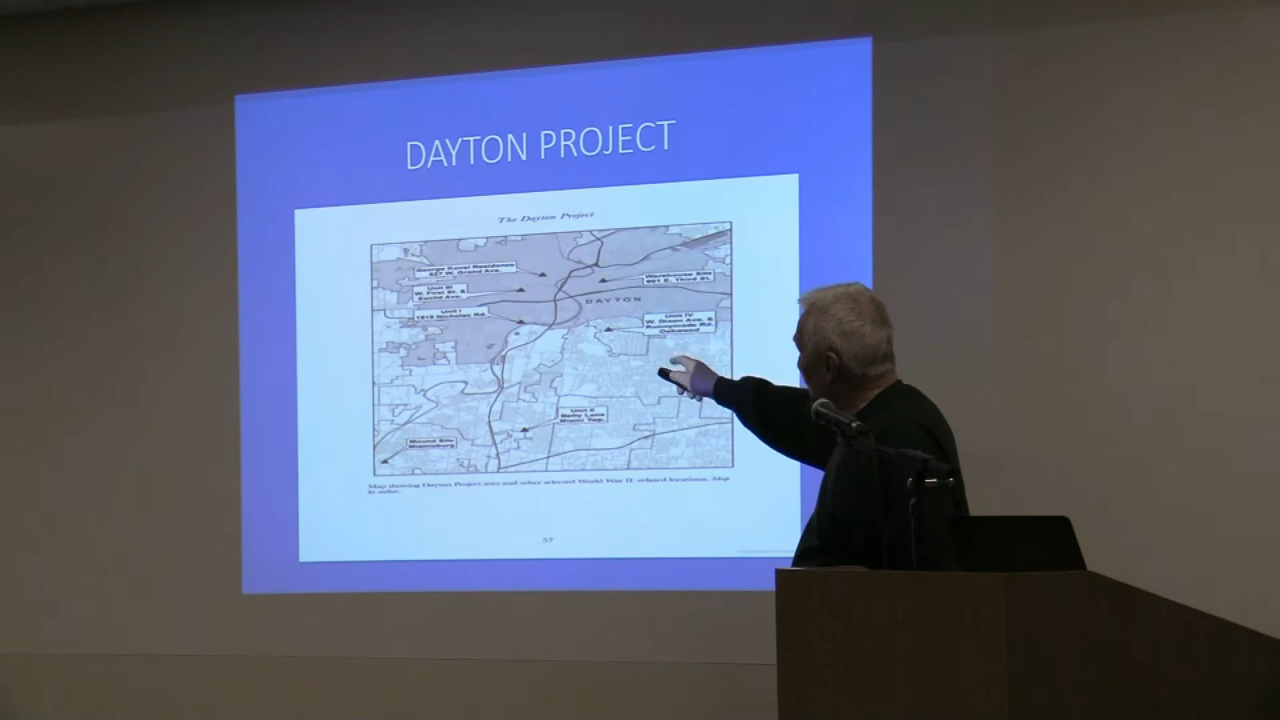 DAYTON PROJECT
The Dayton Project
George Koval Residence
827 W. Grand Ave.
Warehouse Site
601 E. Third St.
Unit III
W. First St. &
Euclid Ave.
DAYTON
Unit I
1515 Nicholas Rd.
Unit IV
W. Dixon Ave. &
Runnymede Rd.
Oakwood
Unit II
Betty Lane
Miami Twp.
Mound Site
Miamisburg
Map showing Dayton Project sites and other selected World War II-related locations. Map
by author.
57